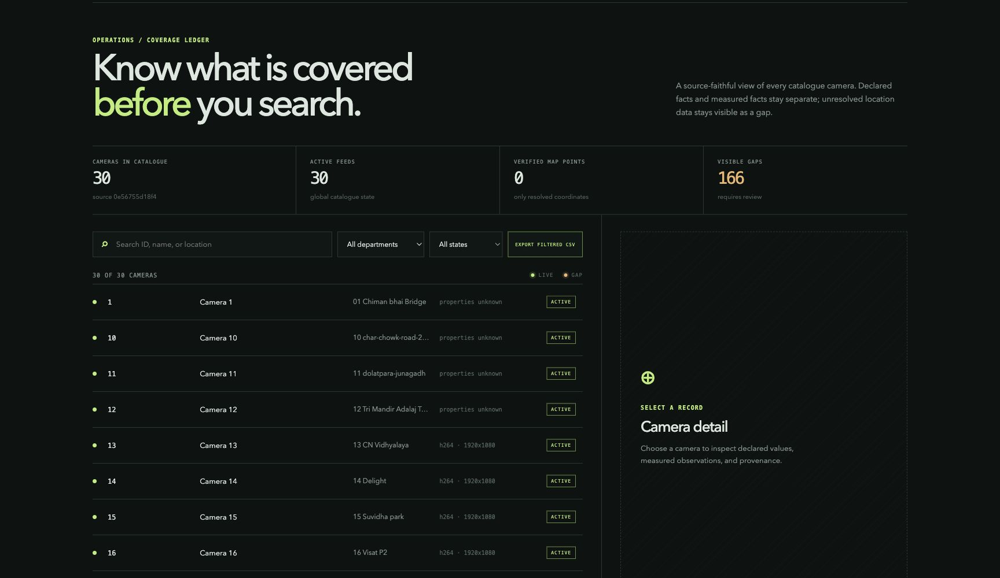 OPERATIONS / COVERAGE LEDGER
Know what is covered
before you search.
A source-faithful view of every catalogue camera. Declared
facts and measured facts stay separate; unresolved location
data stays visible as a gap.
CAMERAS IN CATALOGUE
30
source 0e56755d18f4
ACTIVE FEEDS
30
global catalogue state
VERIFIED MAP POINTS
0
only resolved coordinates
VISIBLE GAPS
166
requires review
Search ID, name, or location
All departments
All states
EXPORT FILTERED CSV
30 OF 30 CAMERAS
LIVE
GAP
1 Camera 1 01 Chiman bhai Bridge properties unknown ACTIVE
10 Camera 10 10 char-chowk-road-2... properties unknown ACTIVE
11 Camera 11 11 dolatpara-junagadh properties unknown ACTIVE
12 Camera 12 12 Tri Mandir Adalaj T... properties unknown ACTIVE
13 Camera 13 13 CN Vidhyalaya h264 · 1920x1080 ACTIVE
14 Camera 14 14 Delight h264 · 1920x1080 ACTIVE
15 Camera 15 15 Suvidha park h264 · 1920x1080 ACTIVE
16 Camera 16 16 Visat P2 h264 · 1920x1080 ACTIVE
SELECT A RECORD
Camera detail
Choose a camera to inspect declared values,
measured observations, and provenance.